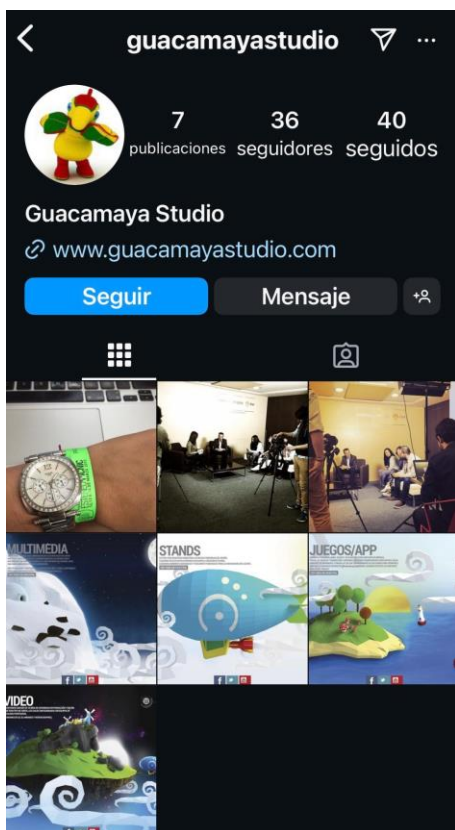 guacamayastudio
7 36 40
publicaciones seguidores seguidos
Guacamaya Studio
www.guacamayastudio.com
Seguir Mensaje
MULTIMEDIA
STANDS
JUEGOS/APP
VIDEO